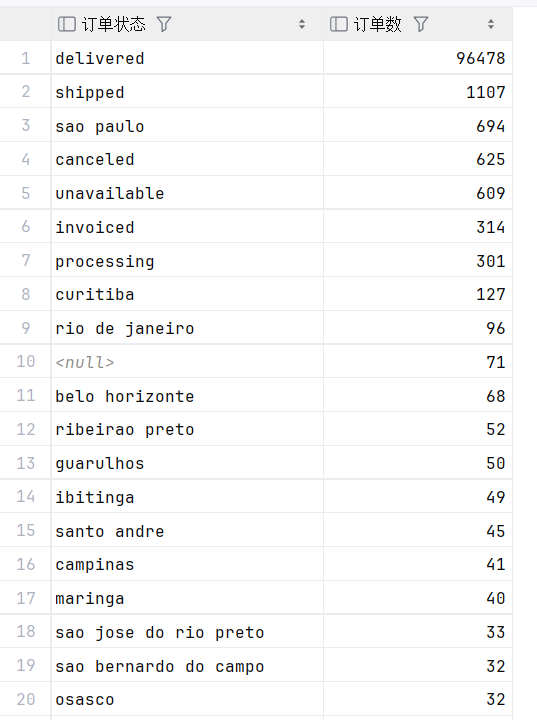 订单状态 订单数
1 delivered 96478
2 shipped 1107
3 sao paulo 694
4 canceled 625
5 unavailable 609
6 invoiced 314
7 processing 301
8 curitiba 127
9 rio de janeiro 96
10 <null> 71
11 belo horizonte 68
12 ribeirao preto 52
13 guarulhos 50
14 ibitinga 49
15 santo andre 45
16 campinas 41
17 maringa 40
18 sao jose do rio preto 33
19 sao bernardo do campo 32
20 osasco 32